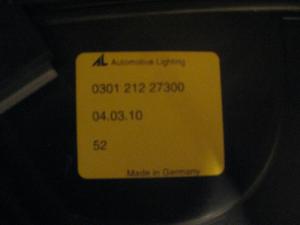 AL Automotive Lighting
0301 212 27300
04.03.10
52
Made in Germany